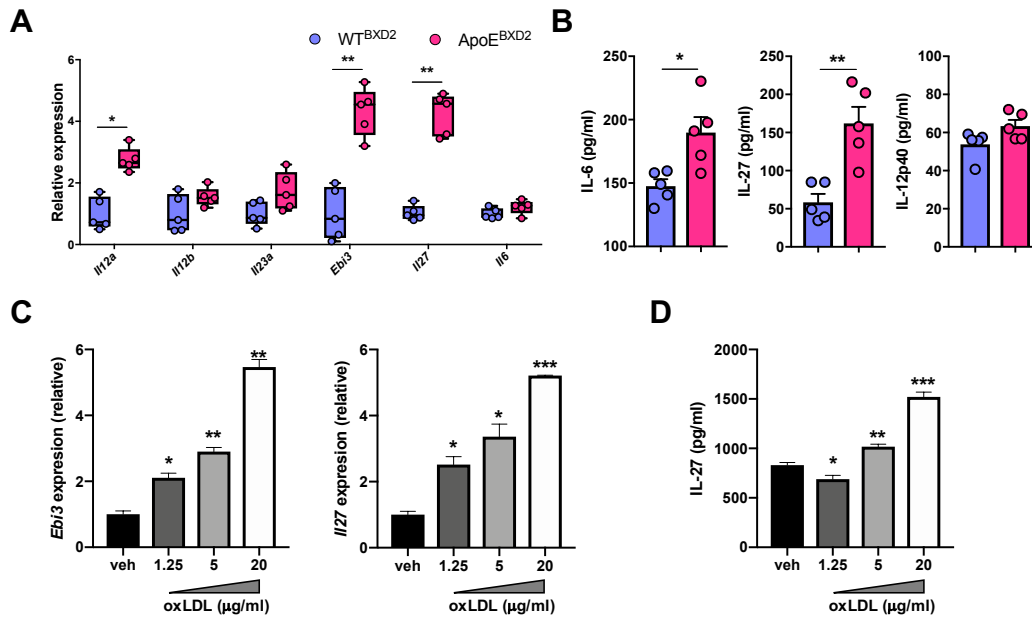 A
WT^BXD2 ApoE^BXD2
Relative expression
6
4
2
0
* ** **
Il12a Il12b Il23a Ebi3 Il27 Il6
B
IL-6 (pg/ml)
250
200
150
100
*
IL-27 (pg/ml)
250
200
150
100
50
0
**
IL-12p40 (pg/ml)
100
80
60
40
20
0
C
Ebi3 expresion (relative)
6
4
2
0
* ** **
veh 1.25 5 20
oxLDL (μg/ml)
Il27 expression (relative)
6
4
2
0
* * ***
veh 1.25 5 20
oxLDL (μg/ml)
D
IL-27 (pg/ml)
2000
1500
1000
500
0
* ** ***
veh 1.25 5 20
oxLDL (μg/ml)